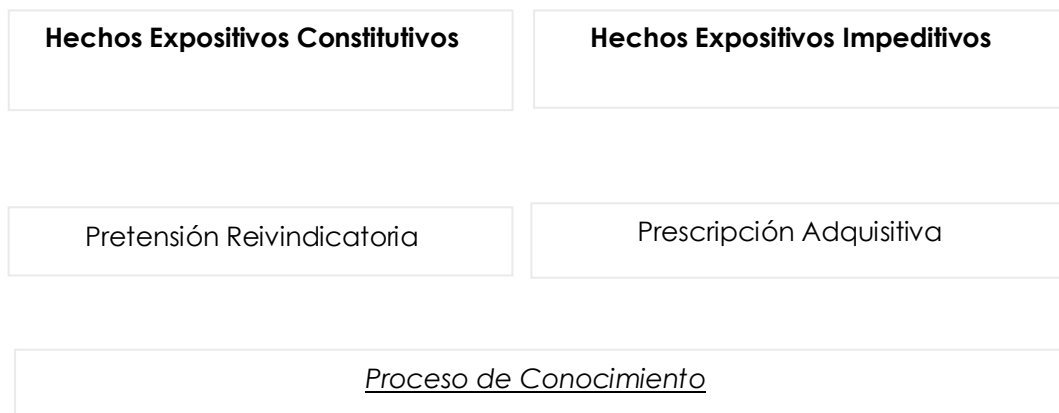 Hechos Expositivos Constitutivos
Hechos Expositivos Impeditivos
Pretensión Reivindicatoria
Prescripción Adquisitiva
Proceso de Conocimiento